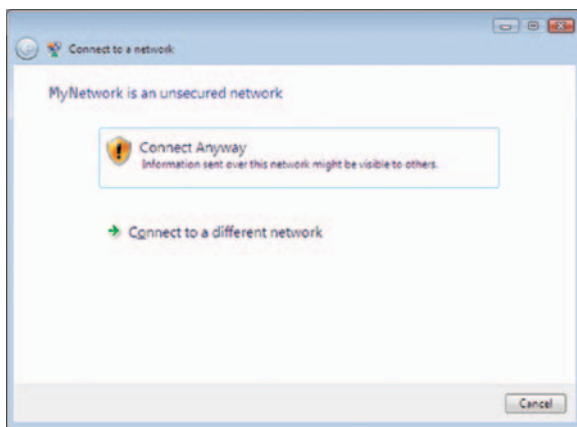 Connect to a network
MyNetwork is an unsecured network
Connect Anyway
Information sent over this network might be visible to others.
Connect to a different network
Cancel